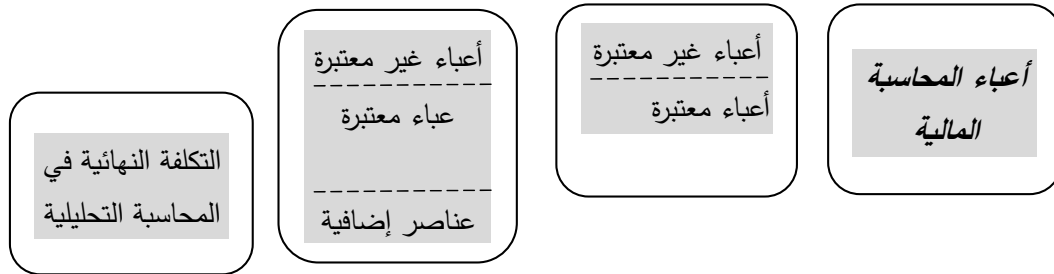 أعباء المحاسبة
المالية
أعباء غير معتبرة
أعباء معتبرة
أعباء غير معتبرة
عباء معتبرة
عناصر إضافية
التكلفة النهائية في
المحاسبة التحليلية